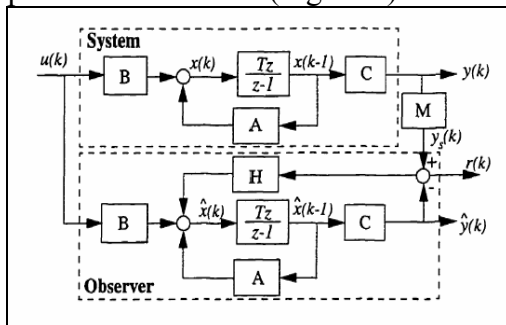 System
u(k)
B
x(k)
Tz
z-1
x(k-1)
C
y(k)
A
M
y_s(k)
+
H
r(k)
-
B
x̂(k)
Tz
z-1
x̂(k-1)
C
ŷ(k)
A
Observer